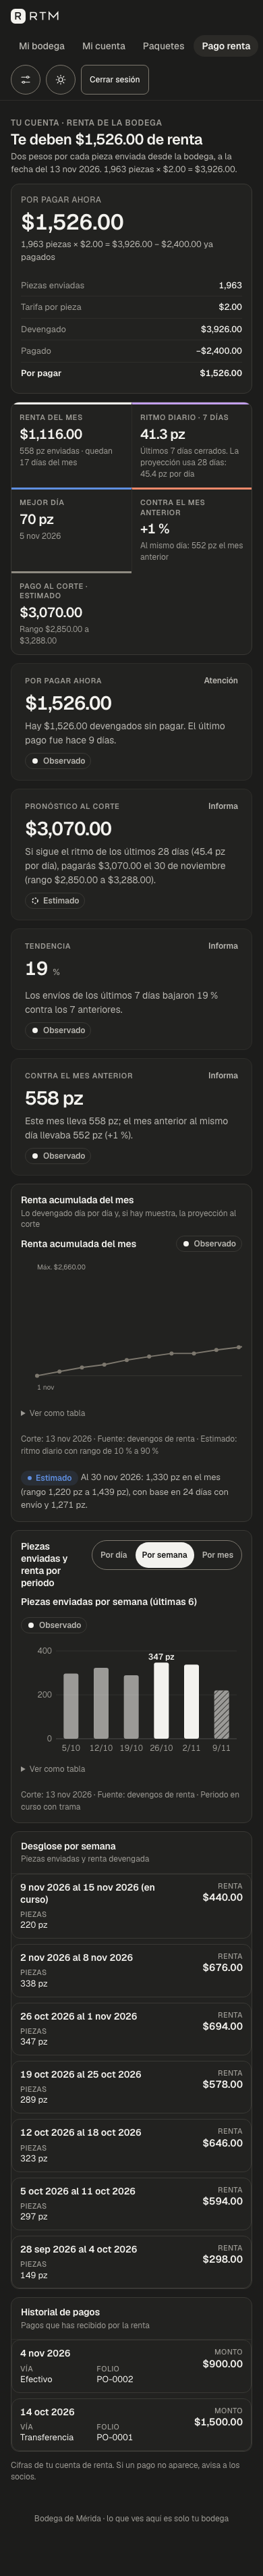 R RTM
Mi bodega Mi cuenta Paquetes Pago renta
Cerrar sesión
TU CUENTA · RENTA DE LA BODEGA
Te deben $1,526.00 de renta
Dos pesos por cada pieza enviada desde la bodega, a la
fecha del 13 nov 2026. 1,963 piezas × $2.00 = $3,926.00.
POR PAGAR AHORA
$1,526.00
1,963 piezas × $2.00 = $3,926.00 − $2,400.00 ya
pagados
Piezas enviadas 1,963
Tarifa por pieza $2.00
Devengado $3,926.00
Pagado −$2,400.00
Por pagar $1,526.00
RENTA DEL MES
$1,116.00
558 pz enviadas · quedan
17 días del mes
RITMO DIARIO · 7 DÍAS
41.3 pz
Últimos 7 días cerrados. La
proyección usa 28 días:
45.4 pz por día
MEJOR DÍA
70 pz
5 nov 2026
CONTRA EL MES
ANTERIOR
+1 %
Al mismo día: 552 pz el mes
anterior
PAGO AL CORTE ·
ESTIMADO
$3,070.00
Rango $2,850.00 a
$3,288.00
POR PAGAR AHORA Atención
$1,526.00
Hay $1,526.00 devengados sin pagar. El último
pago fue hace 9 días.
Observado
PRONÓSTICO AL CORTE Informa
$3,070.00
Si sigue el ritmo de los últimos 28 días (45.4 pz
por día), pagarás $3,070.00 el 30 de noviembre
(rango $2,850.00 a $3,288.00).
Estimado
TENDENCIA Informa
19 %
Los envios de los últimos 7 días bajaron 19 %
contra los 7 anteriores.
Observado
CONTRA EL MES ANTERIOR Informa
558 pz
Este mes lleva 558 pz; el mes anterior al mismo
día llevaba 552 pz (+1 %).
Observado
Renta acumulada del mes
Lo devengado día por día y, si hay muestra, la proyección al
corte
Renta acumulada del mes Observado
Máx. $2,660.00
1 nov
Ver como tabla
Corte: 13 nov 2026 · Fuente: devengos de renta · Estimado:
ritmo diario con rango de 10 % a 90 %
Estimado Al 30 nov 2026: 1,330 pz en el mes
(rango 1,220 pz a 1,439 pz), con base en 24 días con
envío y 1,271 pz.
Piezas
enviadas y
renta por
periodo
Por día Por semana Por mes
Piezas enviadas por semana (últimas 6)
Observado
347 pz
400
200
0
5/10 12/10 19/10 26/10 2/11 9/11
Ver como tabla
Corte: 13 nov 2026 · Fuente: devengos de renta · Periodo en
curso con trama
Desglose por semana
Piezas enviadas y renta devengada
9 nov 2026 al 15 nov 2026 (en
curso)
RENTA
$440.00
PIEZAS
220 pz
2 nov 2026 al 8 nov 2026
RENTA
$676.00
PIEZAS
338 pz
26 oct 2026 al 1 nov 2026
RENTA
$694.00
PIEZAS
347 pz
19 oct 2026 al 25 oct 2026
RENTA
$578.00
PIEZAS
289 pz
12 oct 2026 al 18 oct 2026
RENTA
$646.00
PIEZAS
323 pz
5 oct 2026 al 11 oct 2026
RENTA
$594.00
PIEZAS
297 pz
28 sep 2026 al 4 oct 2026
RENTA
$298.00
PIEZAS
149 pz
Historial de pagos
Pagos que has recibido por la renta
4 nov 2026
MONTO
$900.00
VÍA FOLIO
Efectivo PO-0002
14 oct 2026
MONTO
$1,500.00
VÍA FOLIO
Transferencia PO-0001
Cifras de tu cuenta de renta. Si un pago no aparece, avisa a los
socios.
Bodega de Mérida · lo que ves aquí es solo tu bodega